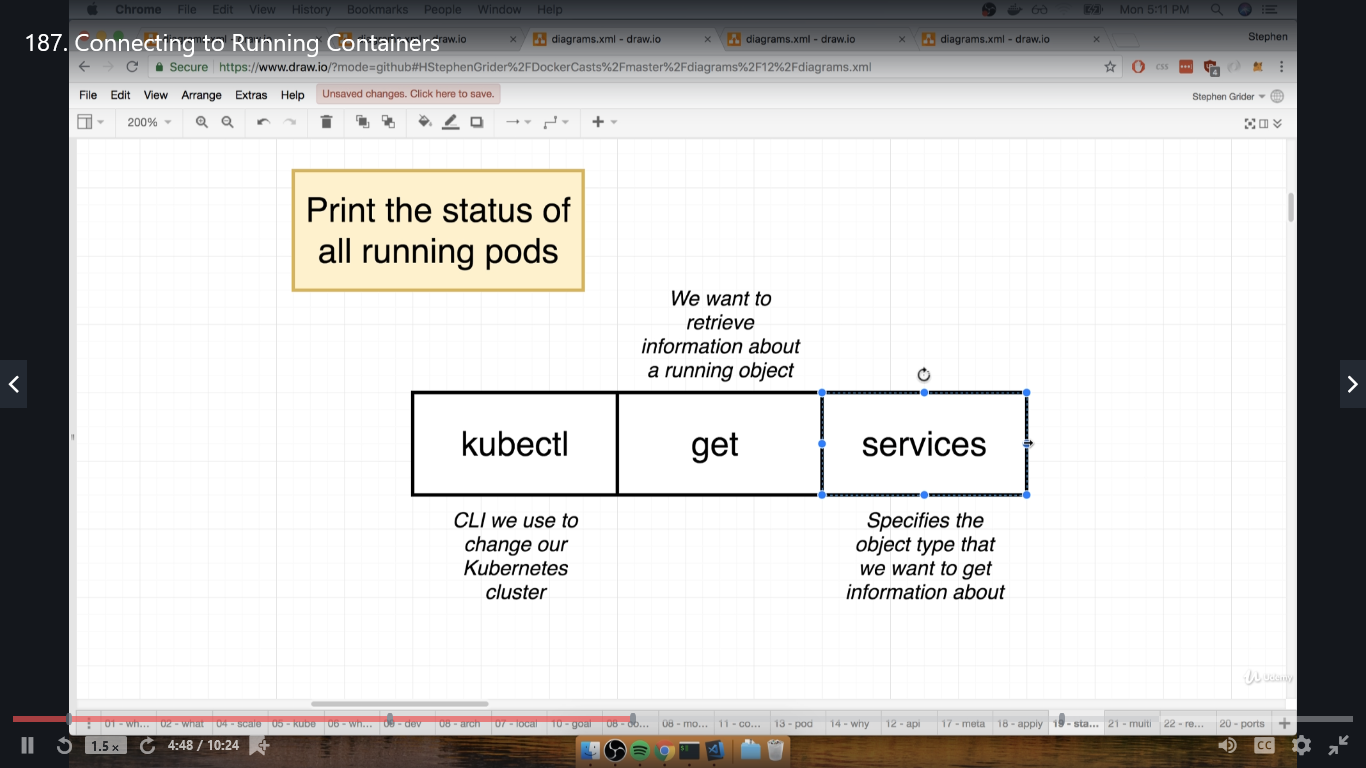 Chrome File Edit View History Bookmarks People Window Help Mon 5:11 PM
187. Connecting to Running Containers
draw.io diagrams.xml - draw.io diagrams.xml - draw.io diagrams.xml - draw.io Stephen
Secure https://www.draw.io/?mode=github#HStephenGrider%2FDockerCasts%2Fmaster%2Fdiagrams%2F12%2Fdiagrams.xml
File Edit View Arrange Extras Help Unsaved changes. Click here to save. Stephen Grider
200%
Print the status of
all running pods
We want to
retrieve
information about
a running object
kubectl get services
CLI we use to
change our
Kubernetes
cluster
Specifies the
object type that
we want to get
information about
Udemy
01 - wh... 02 - what 04 - scale 05 - kube 06 - wh... - dev 08 - arch 07 - local 10 - goal 08 - 08 - mo... 11 - co... 13 - pod 14 - why 12 - api 17 - meta 18 - apply 19 - sta... 21 - multi 22 - re... 20 - ports
1.5 x 4:48 / 10:24 CC